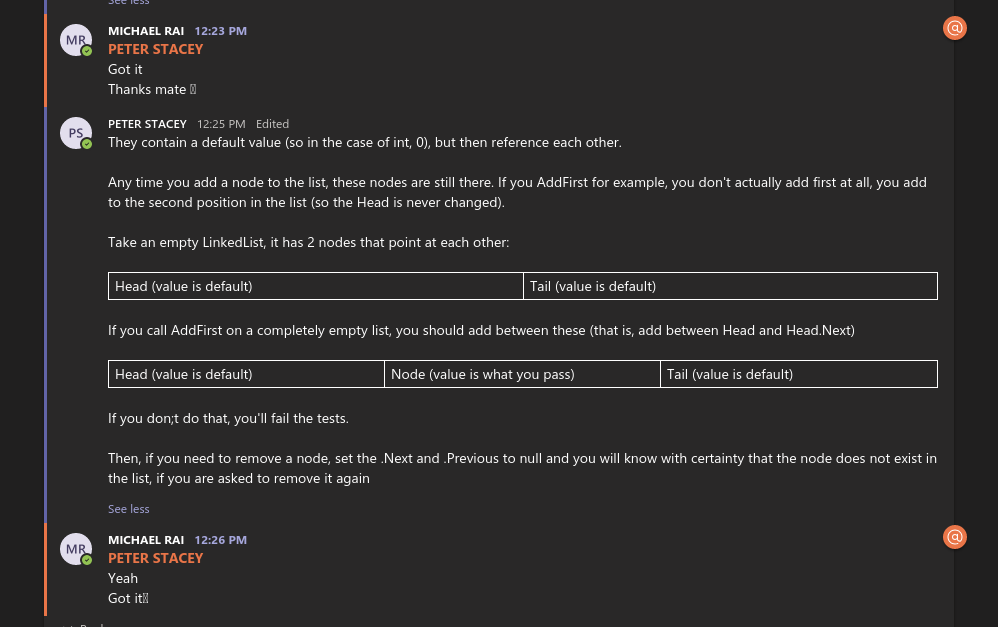 See less
MICHAEL RAI 12:23 PM
PETER STACEY
Got it
Thanks mate
PETER STACEY 12:25 PM Edited
They contain a default value (so in the case of int, 0), but then reference each other.
Any time you add a node to the list, these nodes are still there. If you AddFirst for example, you don't actually add first at all, you add
to the second position in the list (so the Head is never changed).
Take an empty LinkedList, it has 2 nodes that point at each other:
Head (value is default) Tail (value is default)
If you call AddFirst on a completely empty list, you should add between these (that is, add between Head and Head.Next)
Head (value is default) Node (value is what you pass) Tail (value is default)
If you don;t do that, you'll fail the tests.
Then, if you need to remove a node, set the .Next and .Previous to null and you will know with certainty that the node does not exist in
the list, if you are asked to remove it again
See less
MICHAEL RAI 12:26 PM
PETER STACEY
Yeah
Got it
MR
PS
MR
@
@